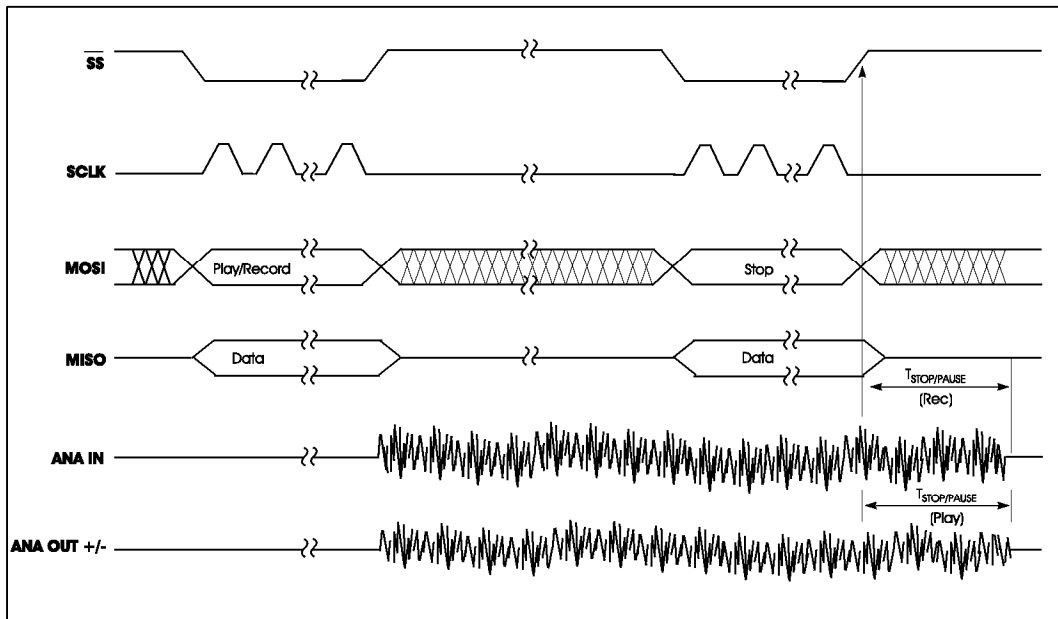 SS
SCLK
MOSI
Play/Record
Stop
MISO
Data
Data
TSTOP/PAUSE
(Rec)
ANA IN
TSTOP/PAUSE
(Play)
ANA OUT +/-